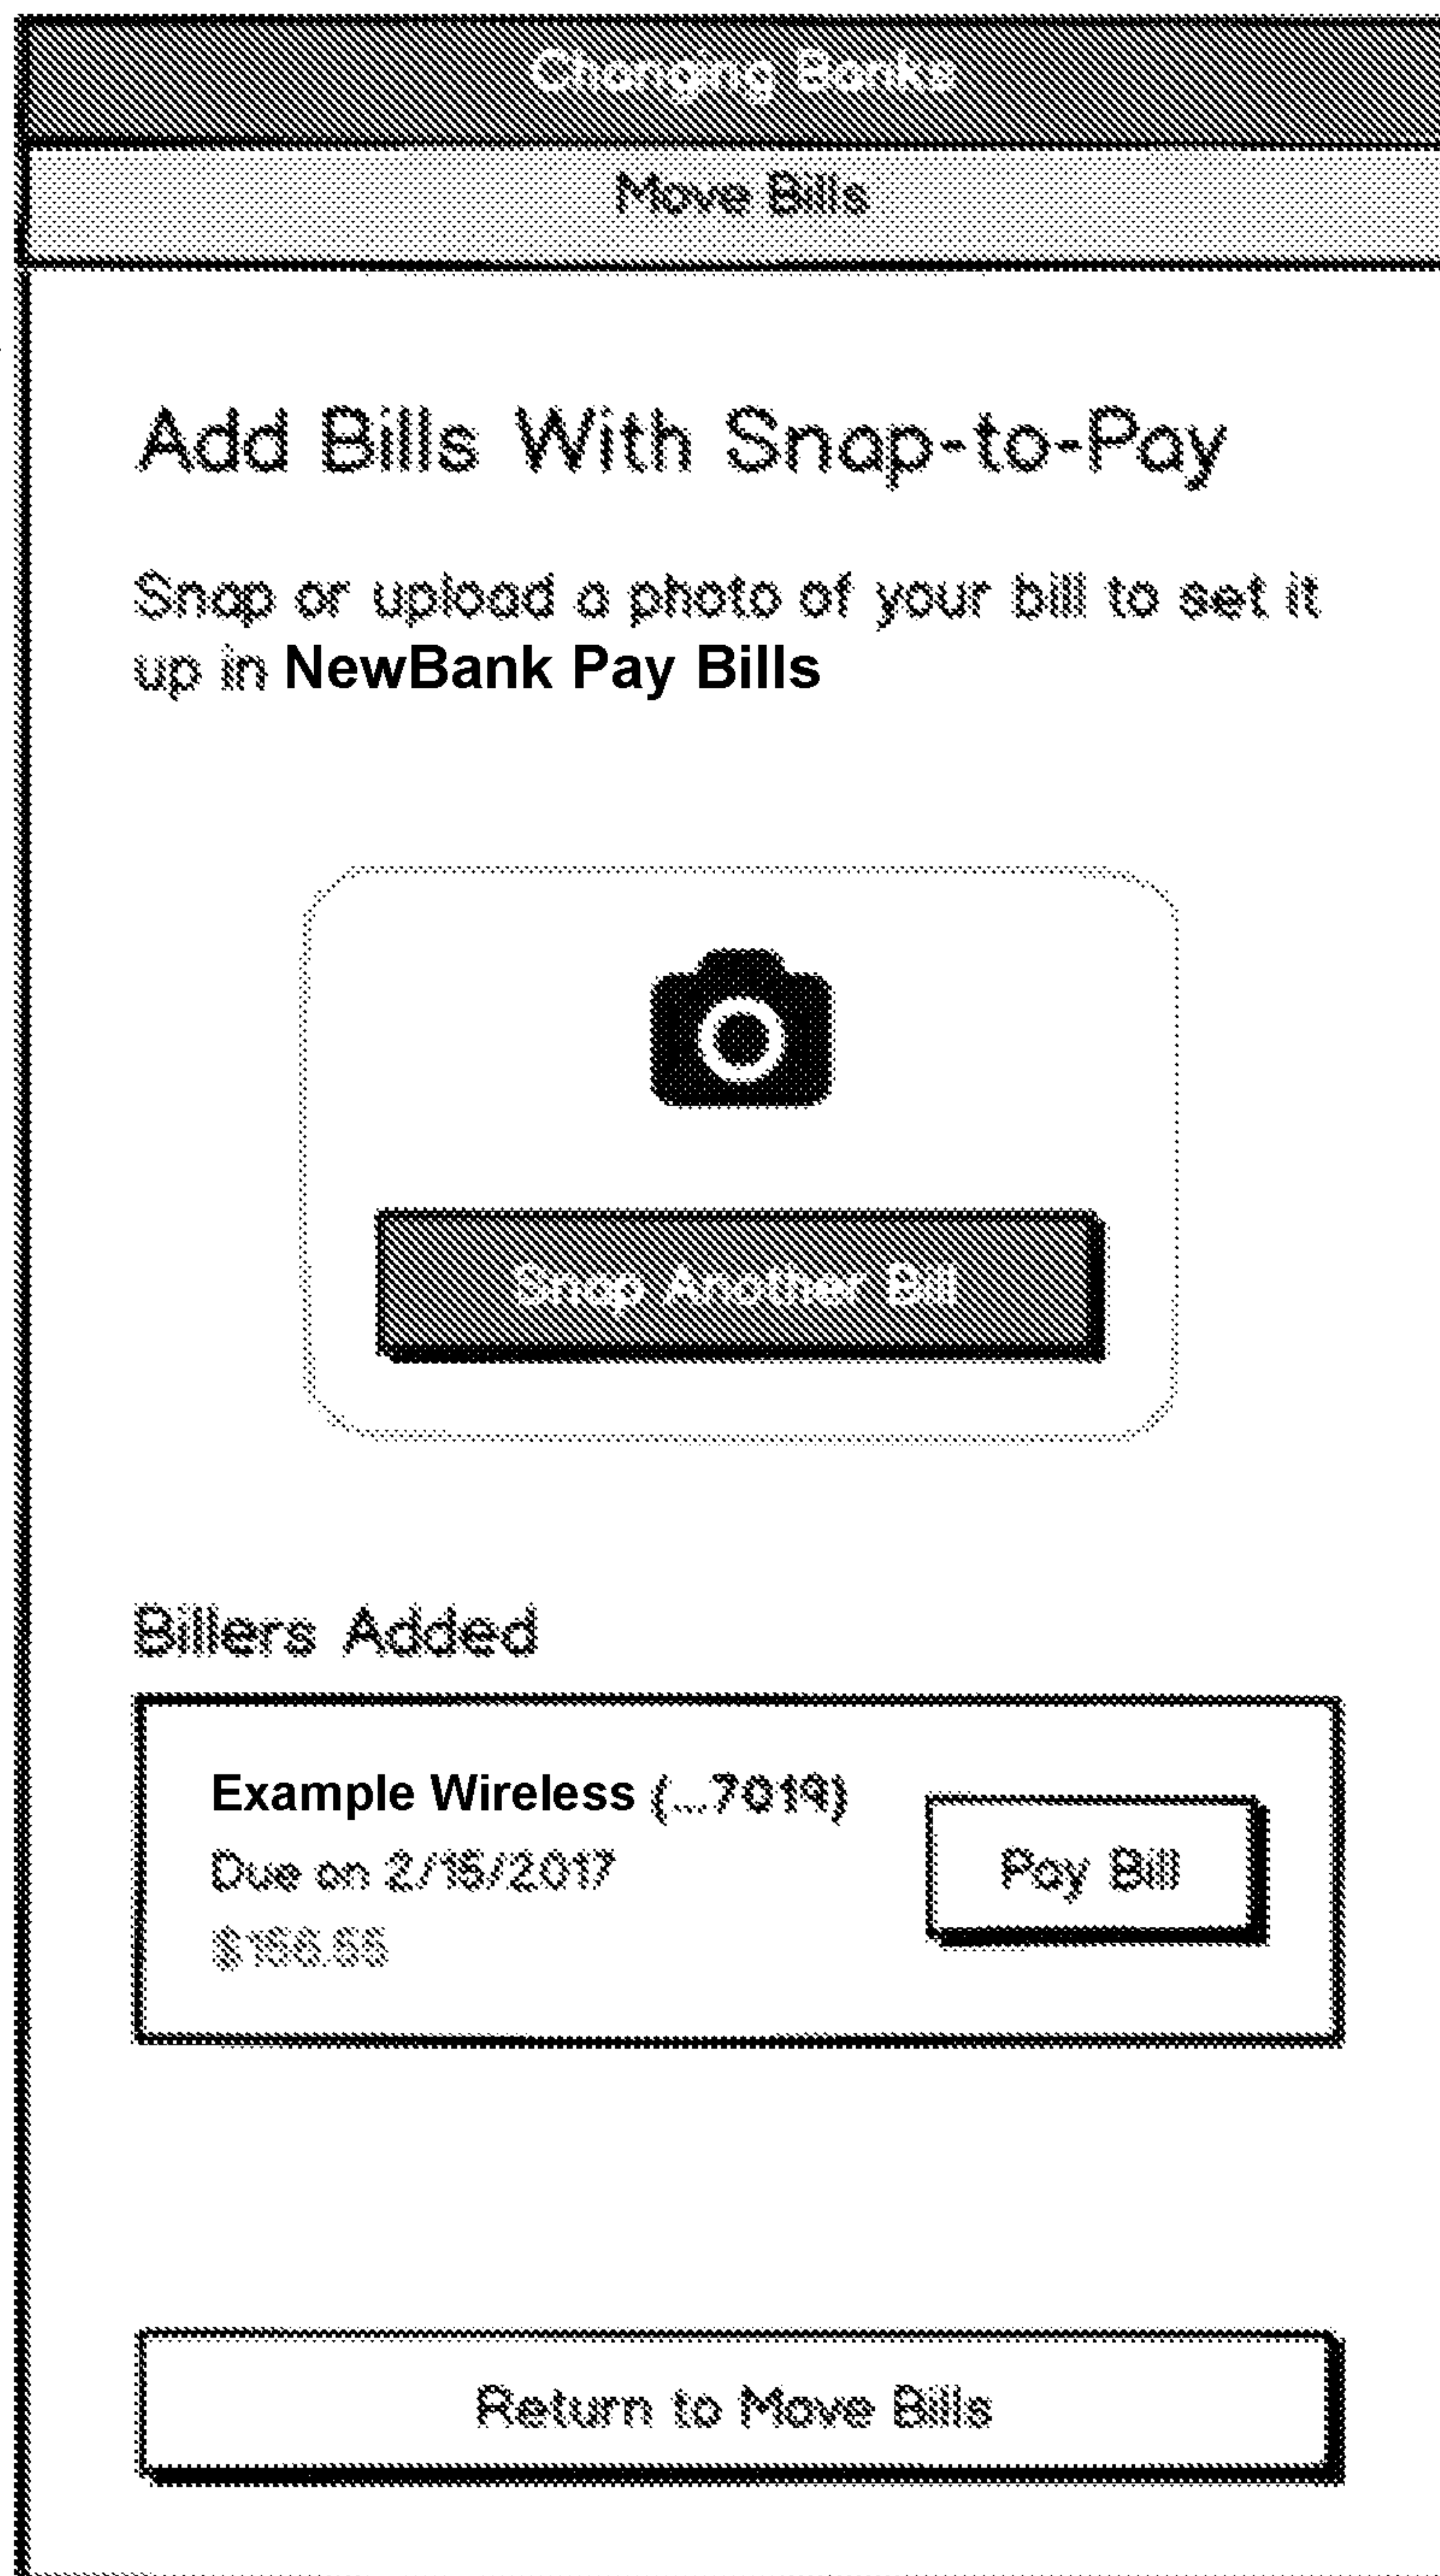 Changing Banks
Move Bills
Add Bills With Snap-to-Pay
Snap or upload a photo of your bill to set it
up in NewBank Pay Bills
Snap Another Bill
Billers Added
Example Wireless (...7019)
Due on 2/15/2017
Pay Bill
Return to Move Bills